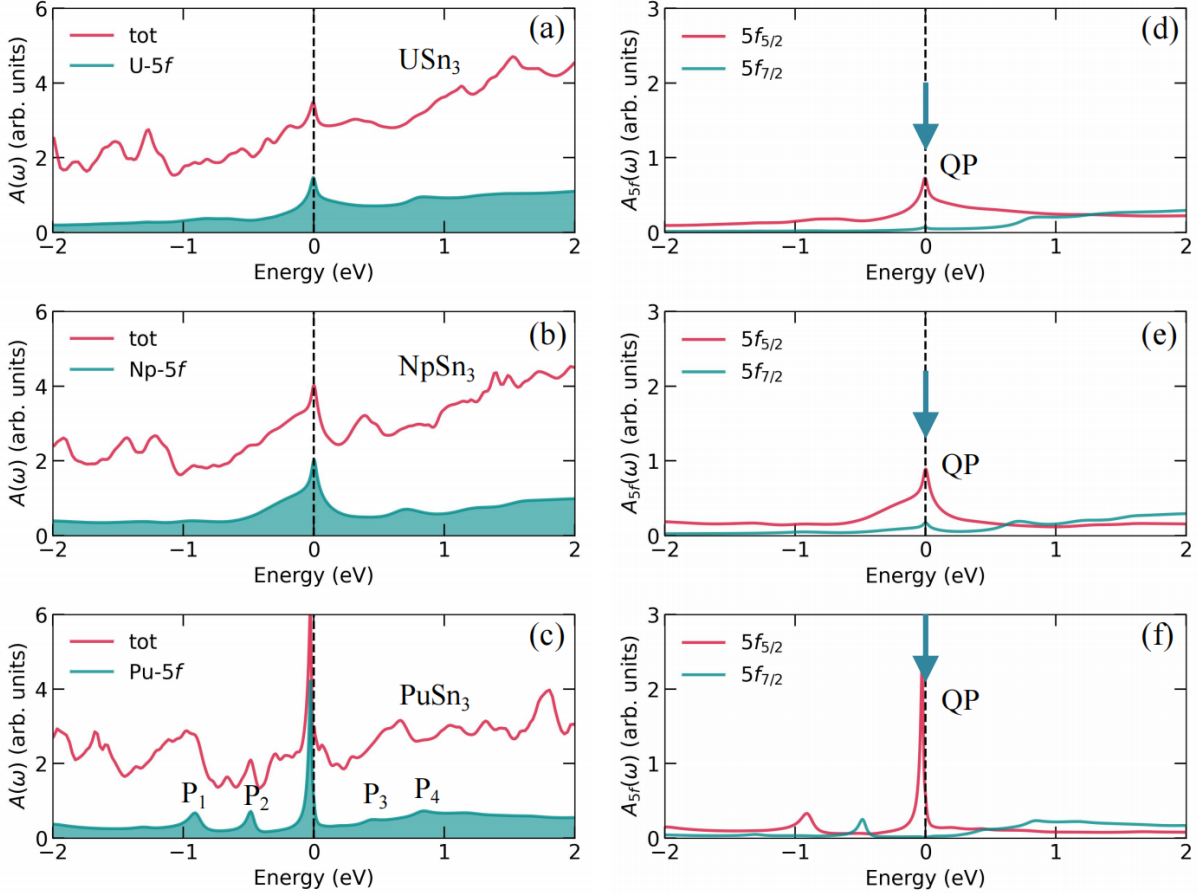 (a)
tot
U-5f
USn₃
6
4
2
0
A(ω) (arb. units)
−2
−1
0
1
2
Energy (eV)
(d)
5f₅/₂
5f₇/₂
QP
3
2
1
0
A₅f(ω) (arb. units)
−2
−1
0
1
2
Energy (eV)
(b)
tot
Np-5f
NpSn₃
6
4
2
0
A(ω) (arb. units)
−2
−1
0
1
2
Energy (eV)
(e)
5f₅/₂
5f₇/₂
QP
3
2
1
0
A₅f(ω) (arb. units)
−2
−1
0
1
2
Energy (eV)
(c)
tot
Pu-5f
PuSn₃
P₁
P₂
P₃
P₄
6
4
2
0
A(ω) (arb. units)
−2
−1
0
1
2
Energy (eV)
(f)
5f₅/₂
5f₇/₂
QP
3
2
1
0
A₅f(ω) (arb. units)
−2
−1
0
1
2
Energy (eV)